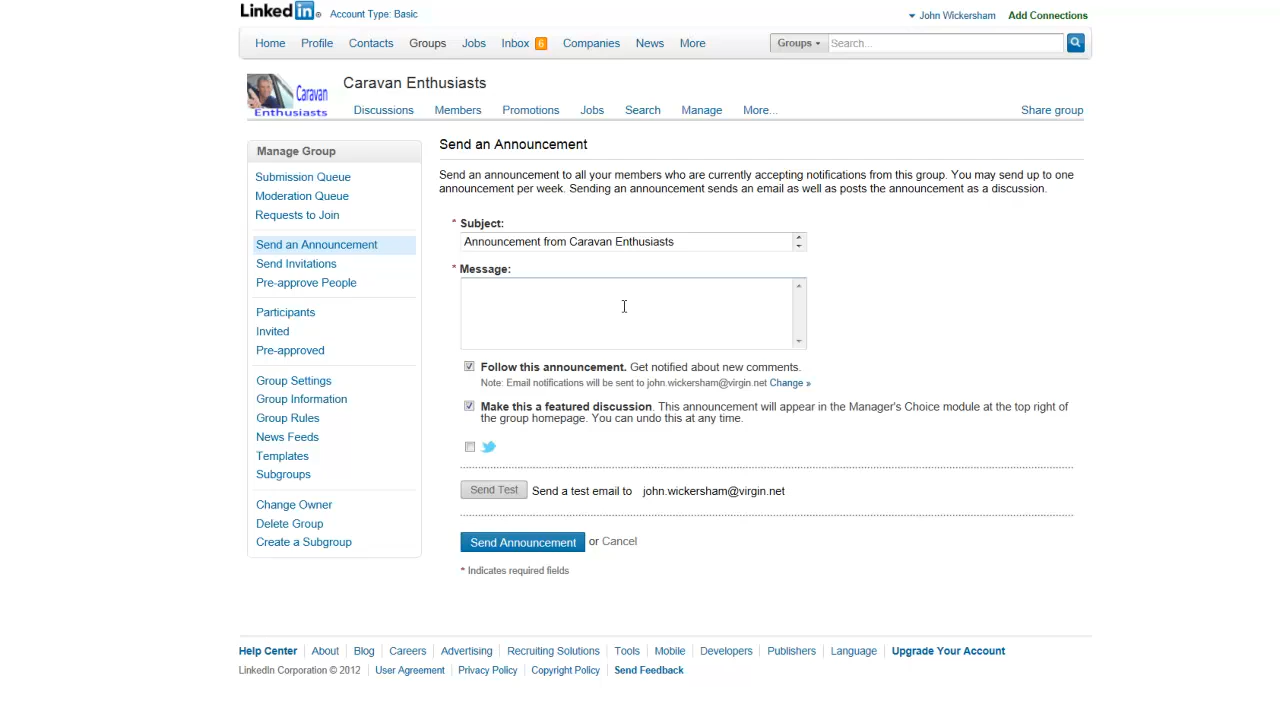 Linked in Account Type: Basic
John Wickersham Add Connections
Home Profile Contacts Groups Jobs Inbox 6 Companies News More Groups Search...
Caravan Enthusiasts
Caravan
Enthusiasts
Discussions Members Promotions Jobs Search Manage More... Share group
Manage Group
Submission Queue
Moderation Queue
Requests to Join
Send an Announcement
Send Invitations
Pre-approve People
Participants
Invited
Pre-approved
Group Settings
Group Information
Group Rules
News Feeds
Templates
Subgroups
Change Owner
Delete Group
Create a Subgroup
Send an Announcement
Send an announcement to all your members who are currently accepting notifications from this group. You may send up to one
announcement per week. Sending an announcement sends an email as well as posts the announcement as a discussion.
* Subject:
Announcement from Caravan Enthusiasts
* Message:
Follow this announcement. Get notified about new comments.
Note: Email notifications will be sent to john.wickersham@virgin.net Change »
Make this a featured discussion. This announcement will appear in the Manager's Choice module at the top right of
the group homepage. You can undo this at any time.
Send Test Send a test email to john.wickersham@virgin.net
Send Announcement or Cancel
* Indicates required fields
Help Center About Blog Careers Advertising Recruiting Solutions Tools Mobile Developers Publishers Language Upgrade Your Account
LinkedIn Corporation © 2012 User Agreement Privacy Policy Copyright Policy Send Feedback